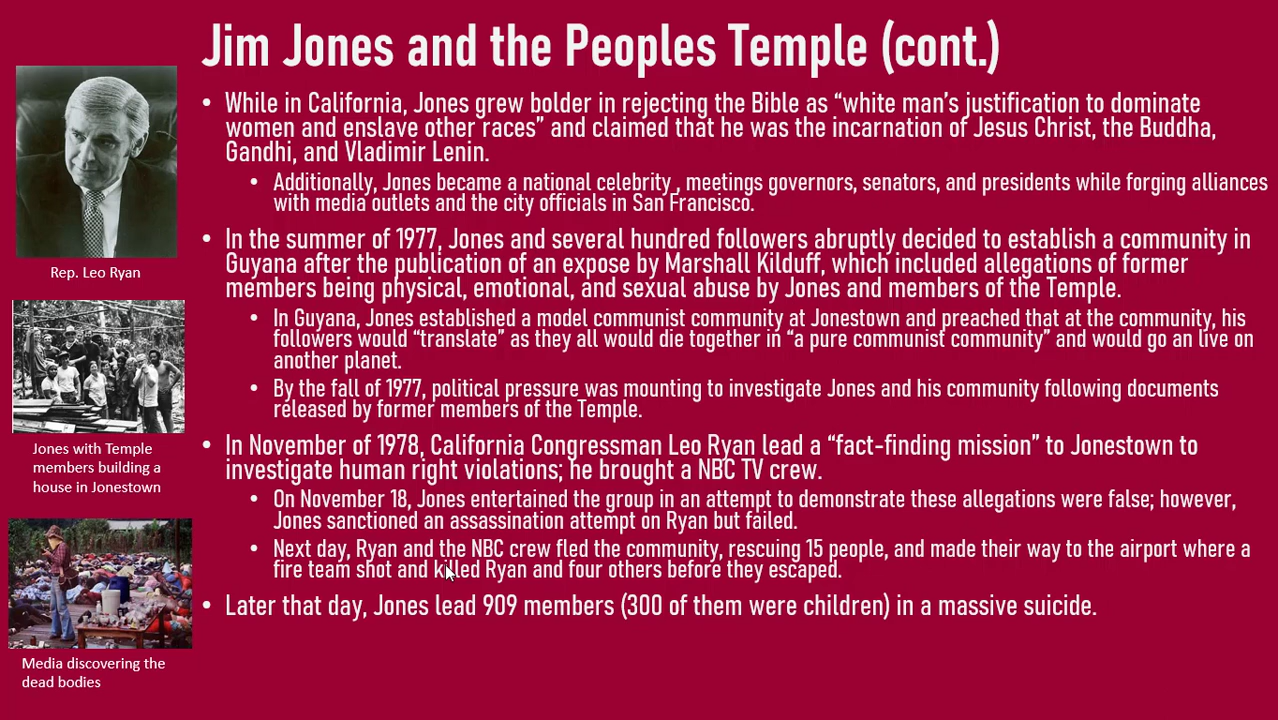 Jim Jones and the Peoples Temple (cont.)
• While in California, Jones grew bolder in rejecting the Bible as “white man’s justification to dominate
women and enslave other races” and claimed that he was the incarnation of Jesus Christ, the Buddha,
Gandhi, and Vladimir Lenin.
• Additionally, Jones became a national celebrity , meetings governors, senators, and presidents while forging alliances
with media outlets and the city officials in San Francisco.
• In the summer of 1977, Jones and several hundred followers abruptly decided to establish a community in
Guyana after the publication of an expose by Marshall Kilduff, which included allegations of former
members being physical, emotional, and sexual abuse by Jones and members of the Temple.
• In Guyana, Jones established a model communist community at Jonestown and preached that at the community, his
followers would “translate” as they all would die together in “a pure communist community” and would go an live on
another planet.
• By the fall of 1977, political pressure was mounting to investigate Jones and his community following documents
released by former members of the Temple.
• In November of 1978, California Congressman Leo Ryan lead a “fact-finding mission” to Jonestown to
investigate human right violations; he brought a NBC TV crew.
• On November 18, Jones entertained the group in an attempt to demonstrate these allegations were false; however,
Jones sanctioned an assassination attempt on Ryan but failed.
• Next day, Ryan and the NBC crew fled the community, rescuing 15 people, and made their way to the airport where a
fire team shot and killed Ryan and four others before they escaped.
• Later that day, Jones lead 909 members (300 of them were children) in a massive suicide.
Rep. Leo Ryan
Jones with Temple
members building a
house in Jonestown
Media discovering the
dead bodies